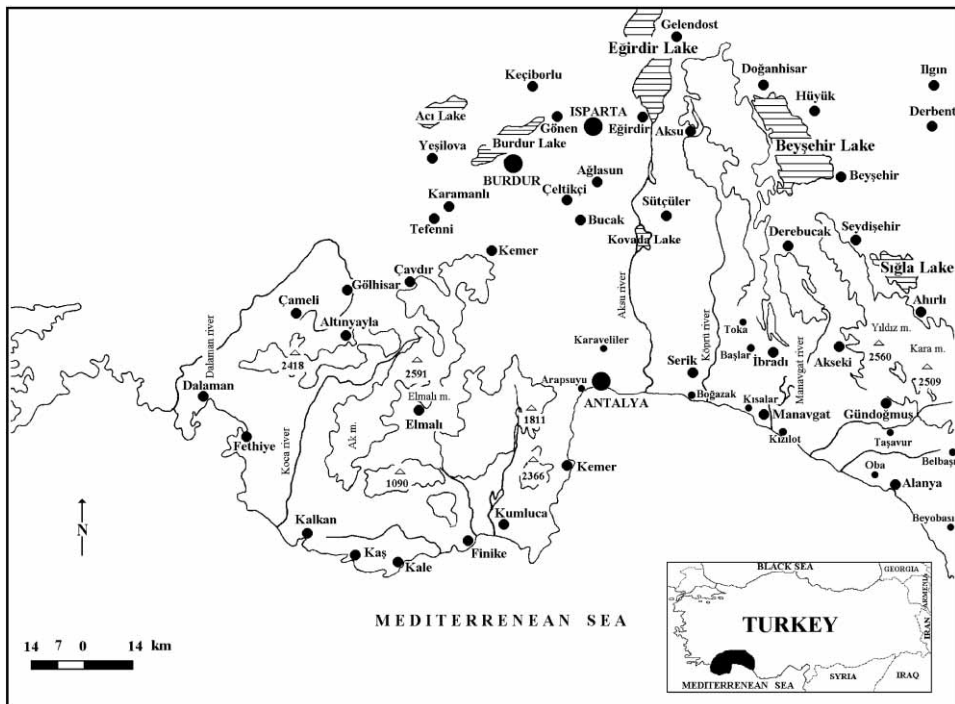 Gelendost
Eğirdir Lake
Keçiborlu
Doğanhisar
Ilgın
Acı Lake
Gönen
ISPARTA
Eğirdir
Aksu
Hüyük
Derbent
Yeşilova
Burdur Lake
BURDUR
Beyşehir Lake
Beyşehir
Ağlasun
Çeltikçi
Karamanlı
Tefenni
Bucak
Sütçüler
Kovada Lake
Derebucak
Seydişehir
Kemer
Sığla Lake
Çavdır
Gölhisar
Ahırlı
Çameli
Altınyayla
Dalaman river
Aksu river
Köprü river
Toka
Manavgat river
Yıldız m.
2560
Kara m.
2418
2591
Karaveliler
Başlar
İbradı
Akseki
2509
Serik
Dalaman
Elmalı m.
Elmalı
Arapsuyu
ANTALYA
Boğazak
Kısalar
Manavgat
Gündoğmuş
Fethiye
Koca river
Ak m.
1811
Kızılot
Taşavur
Belbaşı
1090
2366
Kemer
Oba
Alanya
Kalkan
Kumluca
Beyobası
N
Kaş
Kale
Finike
MEDITERRENEAN SEA
14 7 0 14 km
BLACK SEA
GEORGIA
ARMENIA
TURKEY
IRAN
MEDITERRENEAN SEA
SYRIA
IRAQ